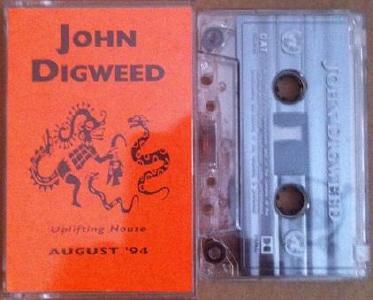 JOHN
DIGWEED
Uplifting House
AUGUST '94
JOHN DIGWEED